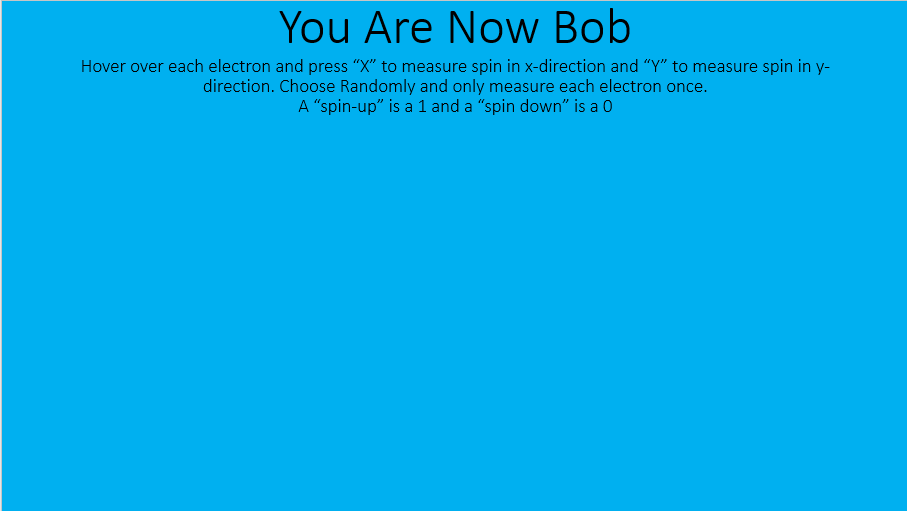 You Are Now Bob
Hover over each electron and press “X” to measure spin in x-direction and “Y” to measure spin in y-
direction. Choose Randomly and only measure each electron once.
A “spin-up” is a 1 and a “spin down” is a 0